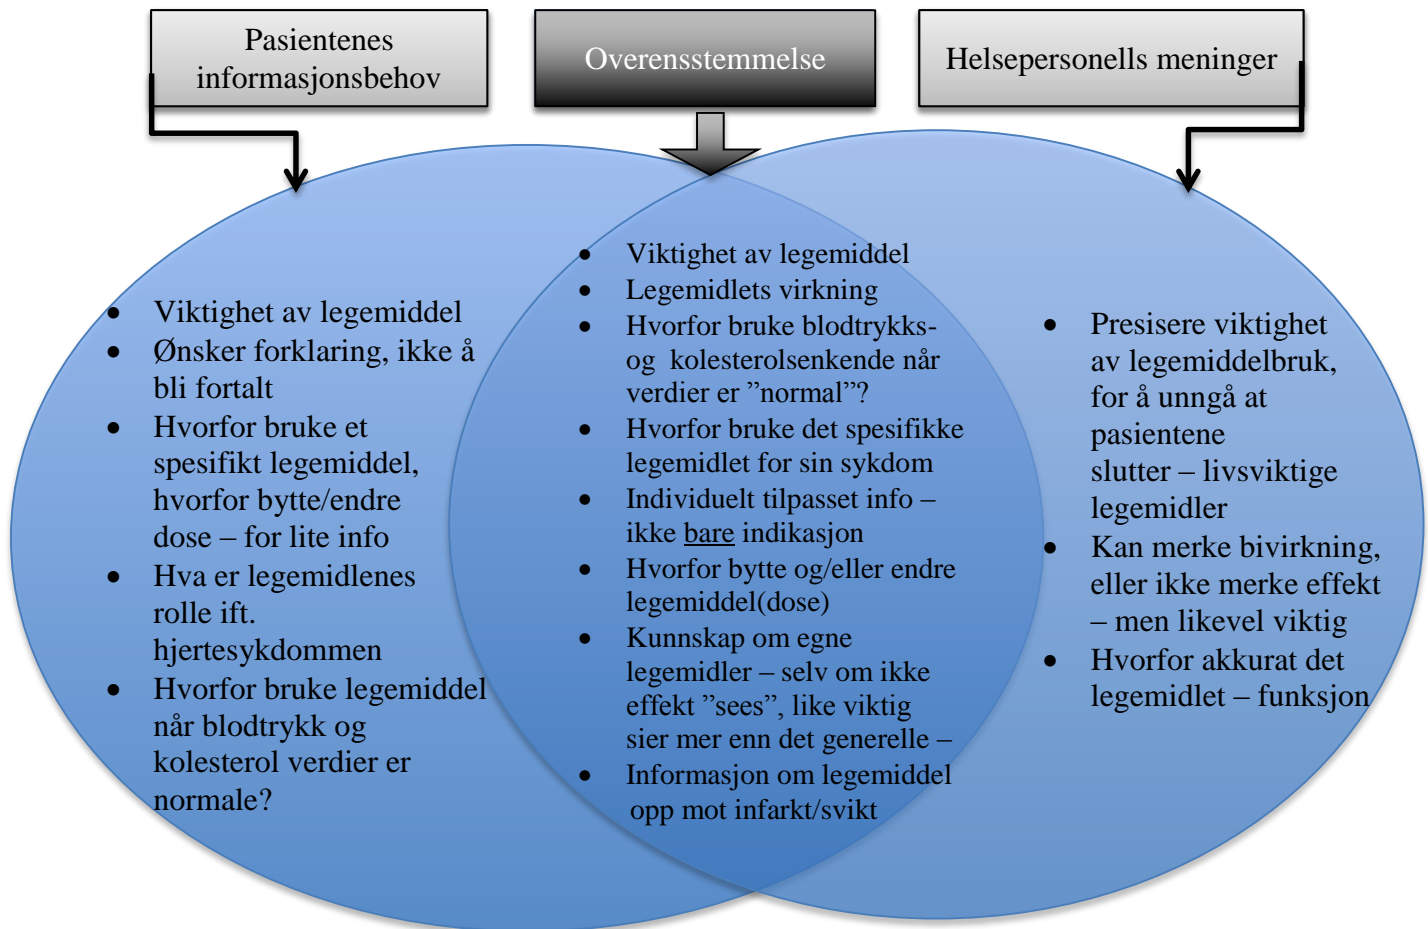 Pasientenes
informasjonsbehov
Overensstemmelse
Helsepersonells meninger
• Viktighet av legemiddel
• Ønsker forklaring, ikke å
bli fortalt
• Hvorfor bruke et
spesifikt legemiddel,
hvorfor bytte/endre
dose – for lite info
• Hva er legemidlenes
rolle ift.
hjertesykdommen
• Hvorfor bruke legemiddel
når blodtrykk og
kolesterol verdier er
normale?
• Viktighet av legemiddel
• Legemidlets virkning
• Hvorfor bruke blodtrykks-
og kolesterolsenkende når
verdier er ”normal”?
• Hvorfor bruke det spesifikke
legemidlet for sin sykdom
• Individuelt tilpasset info –
ikke bare indikasjon
• Hvorfor bytte og/eller endre
legemiddel(dose)
• Kunnskap om egne
legemidler – selv om ikke
effekt ”sees”, like viktig
sier mer enn det generelle –
• Informasjon om legemiddel
opp mot infarkt/svikt
• Presisere viktighet
av legemiddelbruk,
for å unngå at
pasientene
slutter – livsviktige
legemidler
• Kan merke bivirkning,
eller ikke merke effekt
– men likevel viktig
• Hvorfor akkurat det
legemidlet – funksjon